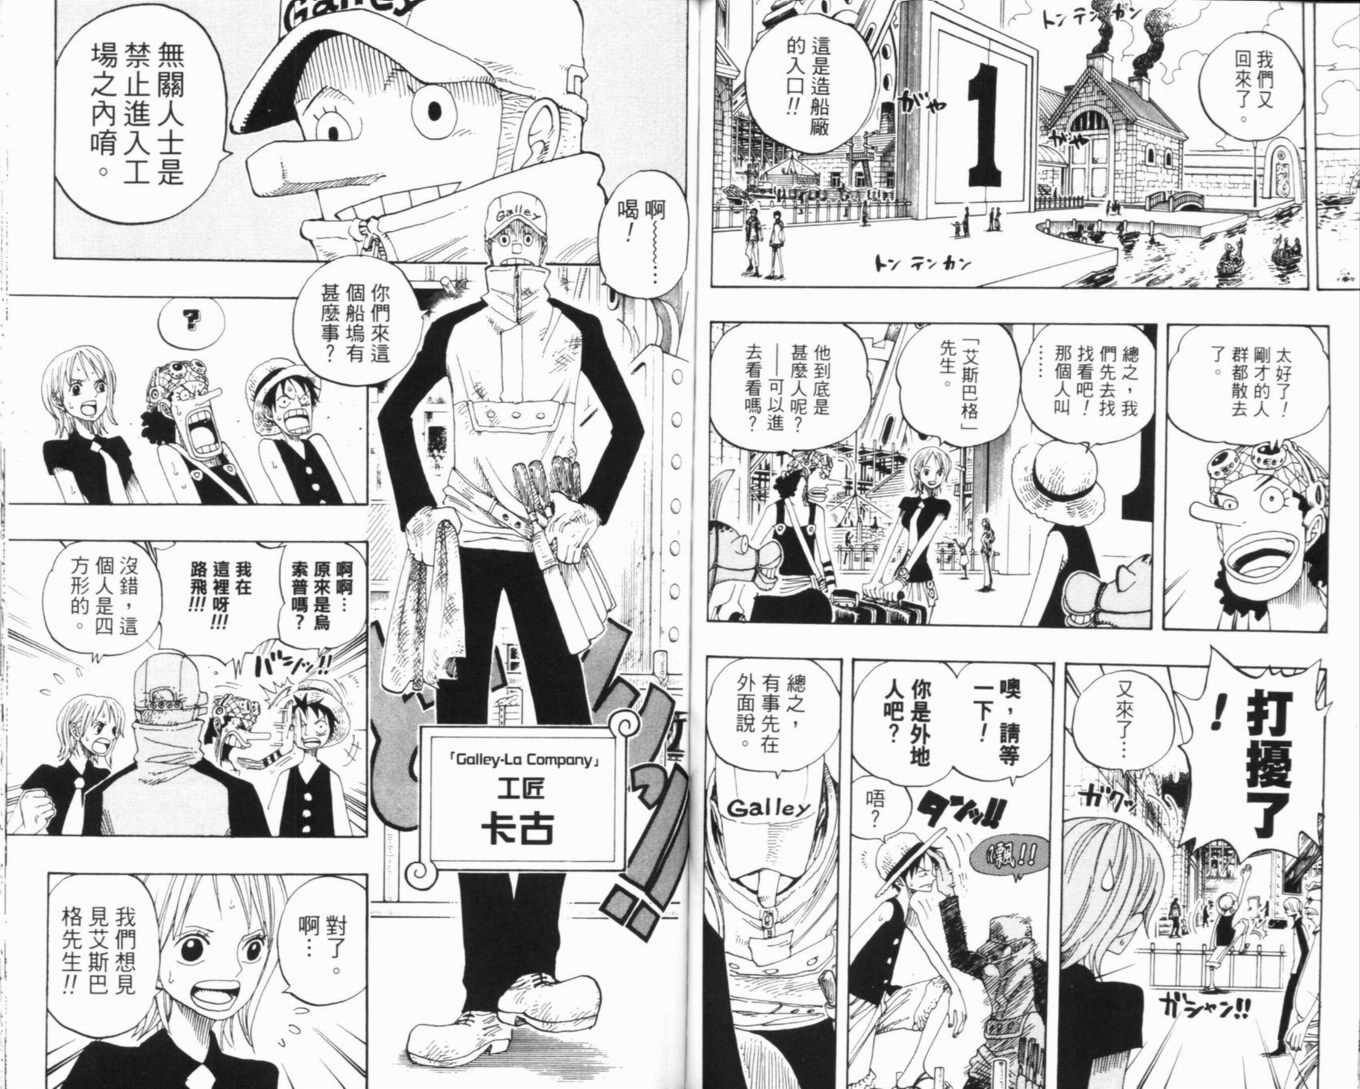 我們又
回來了。
トンテンカン
這是造船廠
的入口!!
1
ガヤ
ガヤ
トンテンカン
太好了!
剛才的人
群都散去
了。
總之,我
們先去找
找看吧!
那個人叫
……
「艾斯巴格」
先生。
他到底是
甚麼人呢?
——可以進
去看看嗎?
打擾了
!
又來了…
ガクッ
ガシャン!!
噢,請等
一下!
你是外地
人吧?
タンッ!!
唔?
飄!!
總之,
有事先在
外面說。
Galley
Galley
無關人士是
禁止進入工
場之內唷。
啊~~……
喝!
Galley
你們來這
個船塢有
甚麼事?
?
「Galley-La Company」
工匠
卡古
啊啊…
原來是烏
索普嗎?
我在
這裡呀!!!
路飛!!!
沒錯,這
個人是四
方形的。
バシッ!!
對了。
啊…
我們想見
見艾斯巴
格先生!!